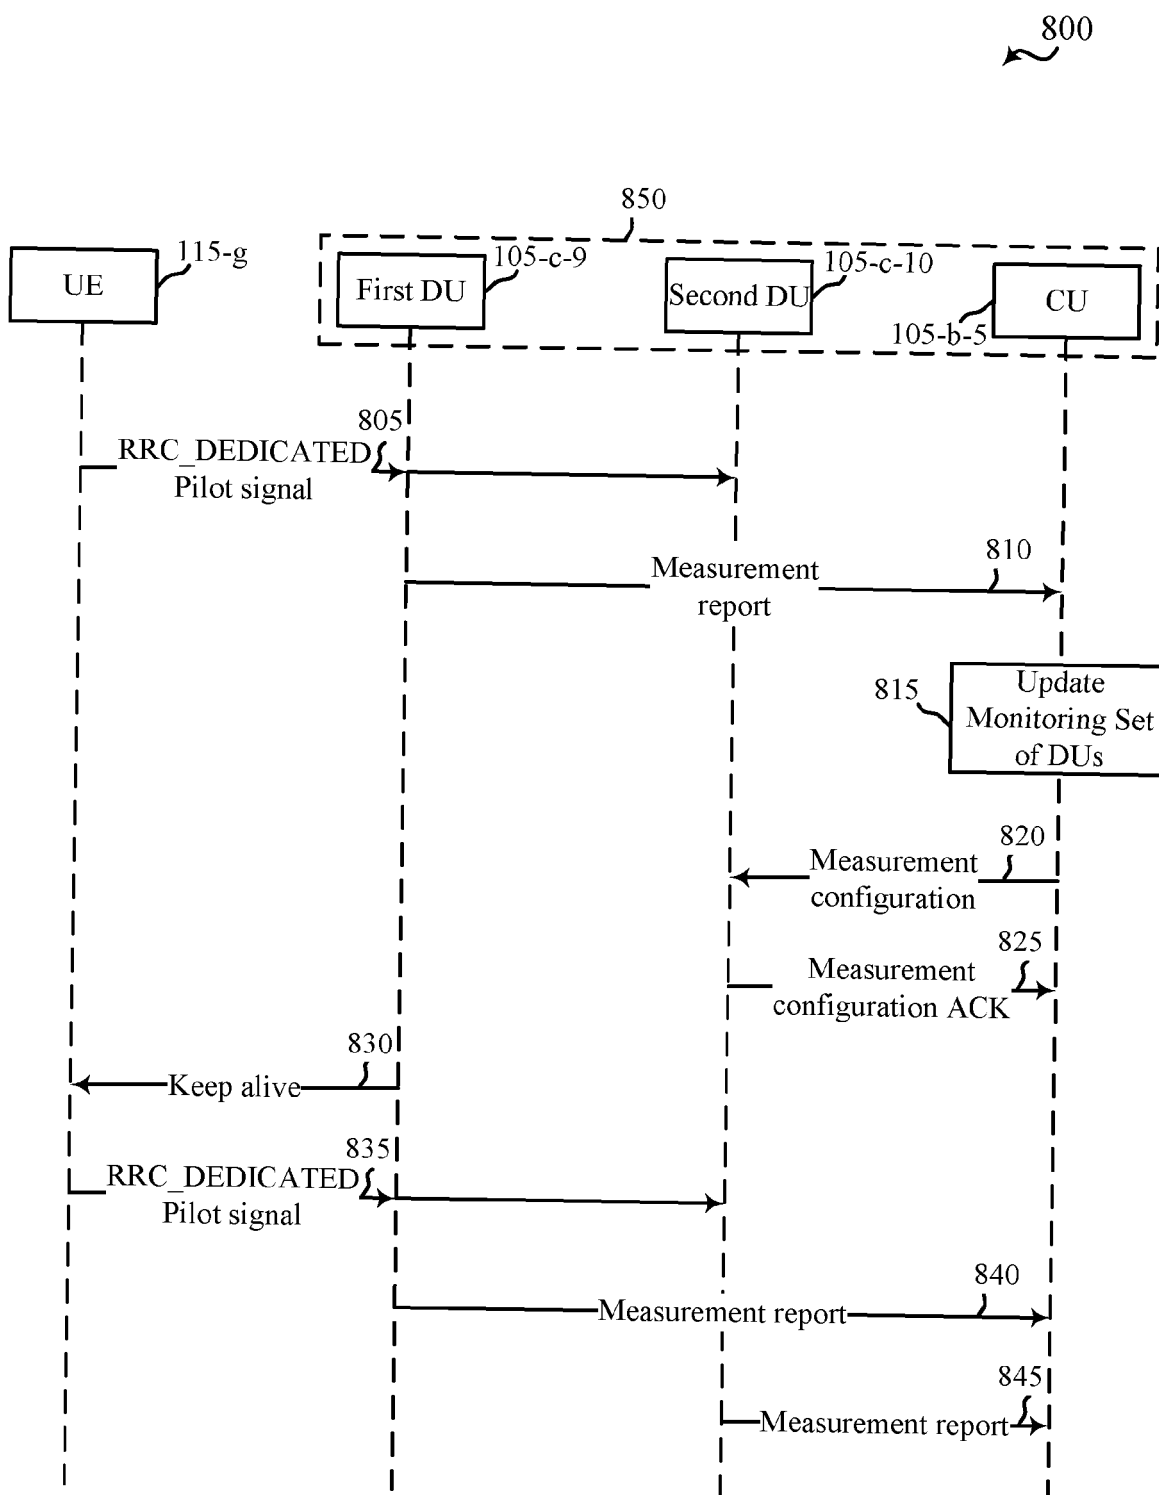 800
850
UE
115-g
First DU
105-c-9
Second DU
105-c-10
CU
105-b-5
805
RRC_DEDICATED
Pilot signal
810
Measurement
report
815
Update
Monitoring Set
of DUs
820
Measurement
configuration
825
Measurement
configuration ACK
830
Keep alive
835
RRC_DEDICATED
Pilot signal
840
Measurement report
845
Measurement report